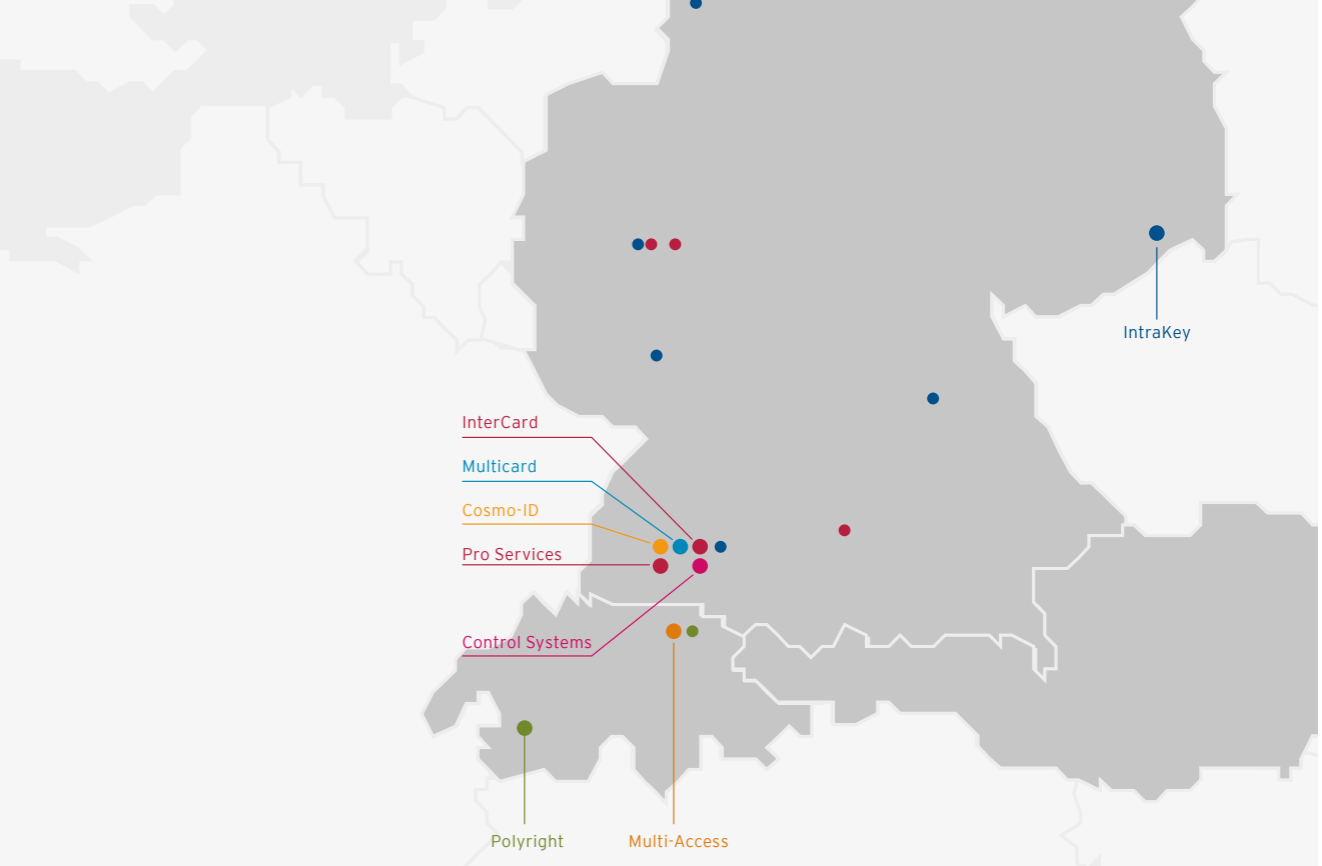 IntraKey
InterCard
Multicard
Cosmo-ID
Pro Services
Control Systems
Polyright
Multi-Access